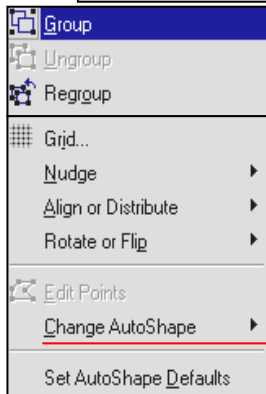 Group
Ungroup
Regroup
Grid...
Nudge
Align or Distribute
Rotate or Flip
Edit Points
Change AutoShape
Set AutoShape Defaults